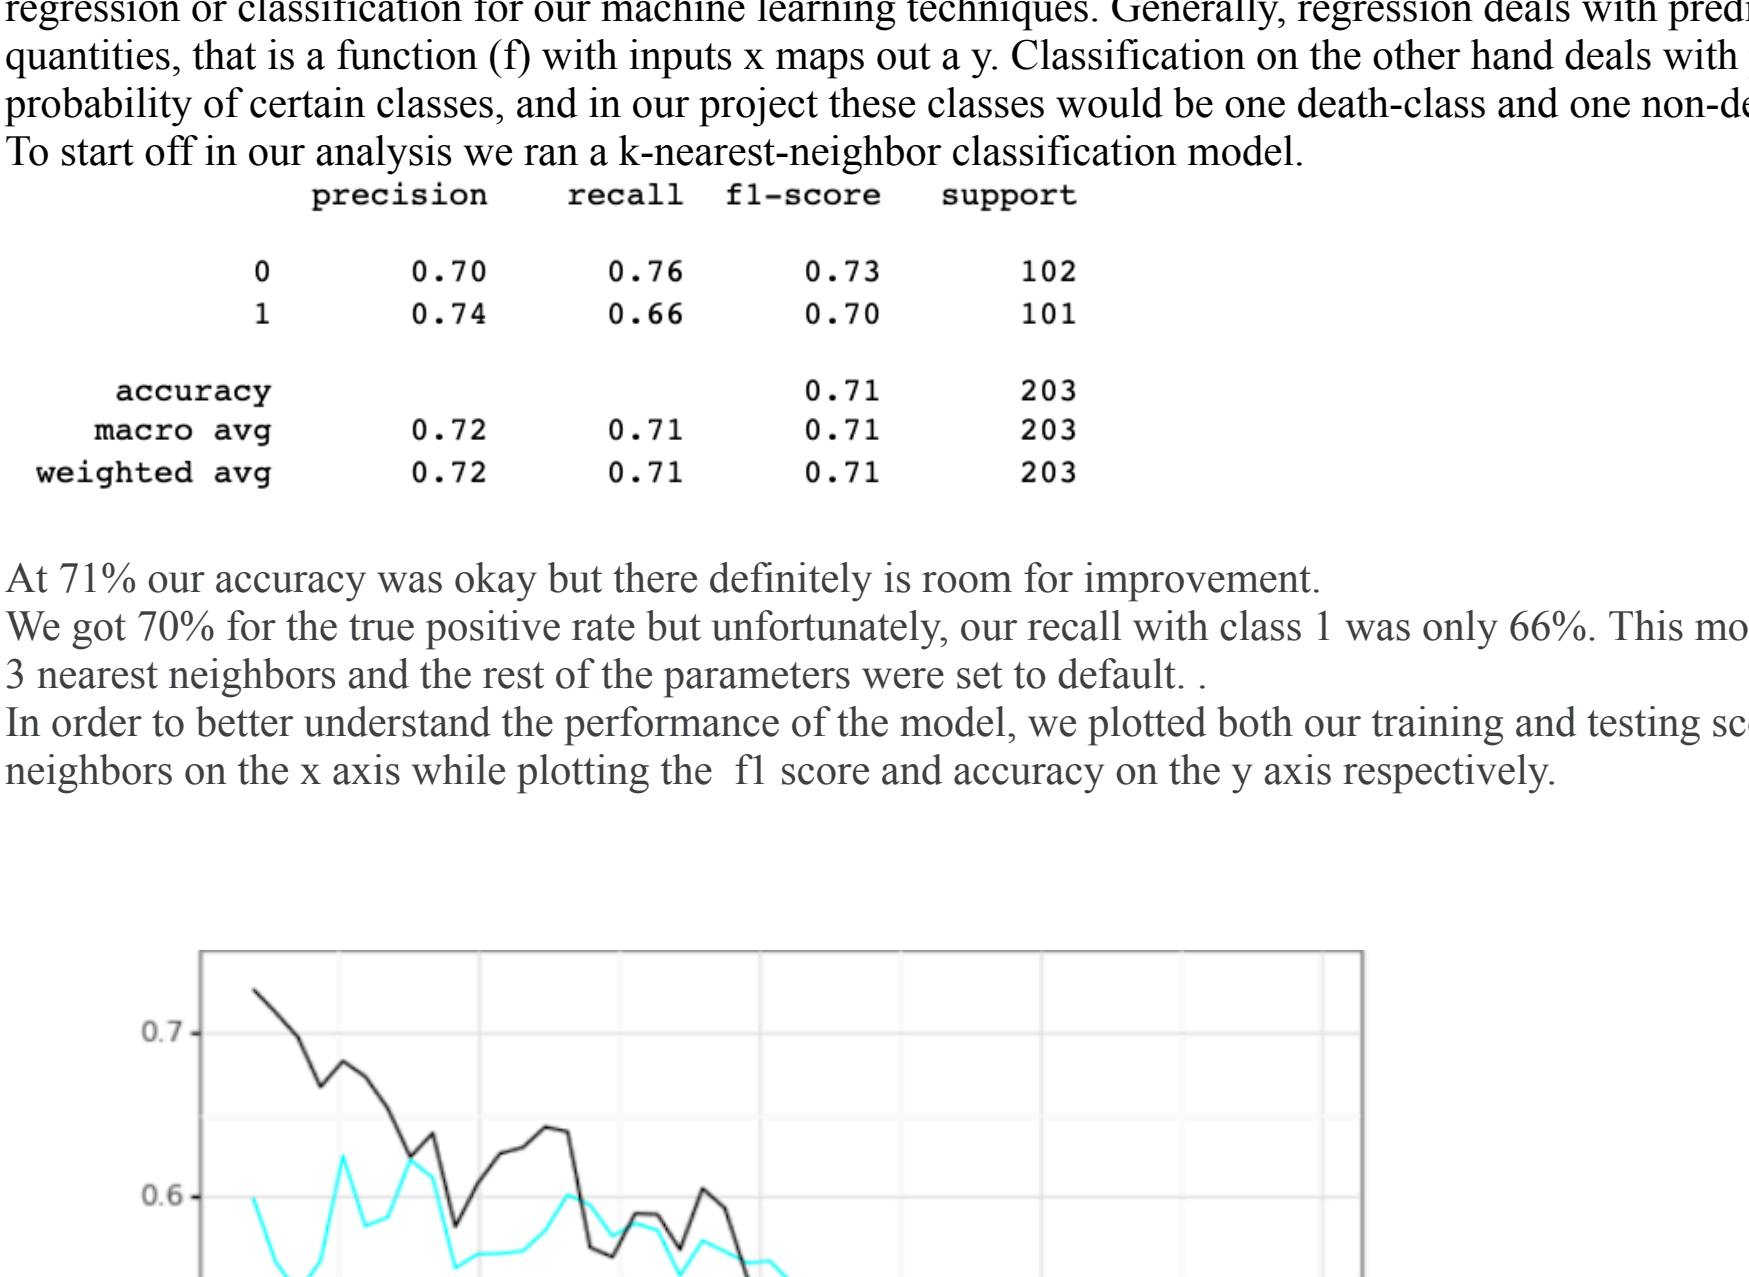 regression or classification for our machine learning techniques. Generally, regression deals with
quantities, that is a function (f) with inputs x maps out a y. Classification on the other hand deals with
probability of certain classes, and in our project these classes would be one death-class and one
To start off in our analysis we ran a k-nearest-neighbor classification model.
precision recall f1-score support
0 0.70 0.76 0.73 102
1 0.74 0.66 0.70 101
accuracy 0.71 203
macro avg 0.72 0.71 0.71 203
weighted avg 0.72 0.71 0.71 203
At 71% our accuracy was okay but there definitely is room for improvement.
We got 70% for the true positive rate but unfortunately, our recall with class 1 was only 66%. This
3 nearest neighbors and the rest of the parameters were set to default. .
In order to better understand the performance of the model, we plotted both our training and testing
neighbors on the x axis while plotting the  f1 score and accuracy on the y axis respectively.
0.7
0.6